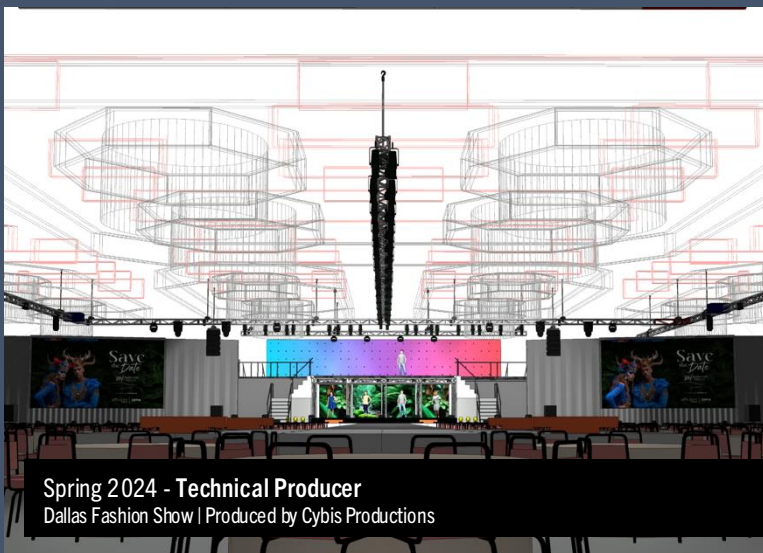 Save
the
Date
Save
the
Date
Spring 2024 - Technical Producer
Dallas Fashion Show | Produced by Cybis Productions